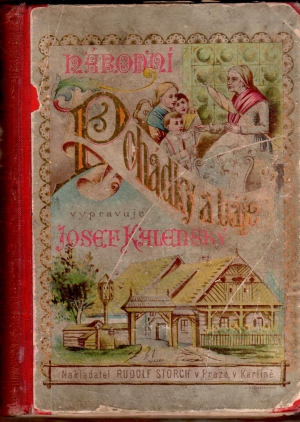 NÁRODNÍ
Pohádky a báje
vypravuje
JOSEF KALENSKÝ
Nakladatel RUDOLF STORCH v Praze v Karlíně